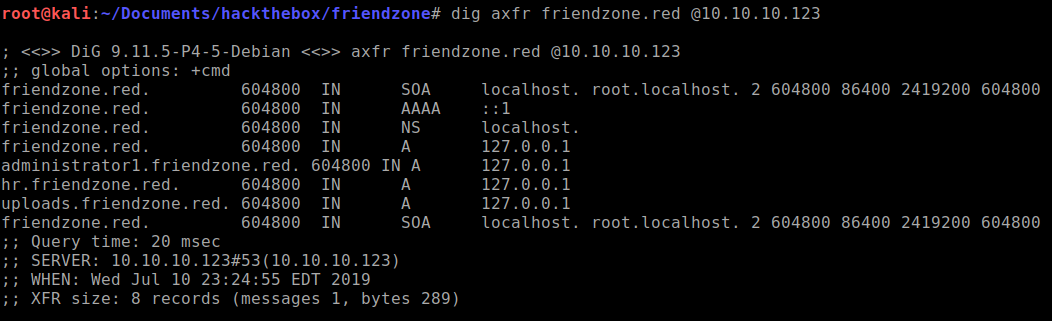 root@kali:~/Documents/hackthebox/friendzone# dig axfr friendzone.red @10.10.10.123
; <<>> DiG 9.11.5-P4-5-Debian <<>> axfr friendzone.red @10.10.10.123
;; global options: +cmd
friendzone.red. 604800 IN SOA localhost. root.localhost. 2 604800 86400 2419200 604800
friendzone.red. 604800 IN AAAA ::1
friendzone.red. 604800 IN NS localhost.
friendzone.red. 604800 IN A 127.0.0.1
administrator1.friendzone.red. 604800 IN A 127.0.0.1
hr.friendzone.red. 604800 IN A 127.0.0.1
uploads.friendzone.red. 604800 IN A 127.0.0.1
friendzone.red. 604800 IN SOA localhost. root.localhost. 2 604800 86400 2419200 604800
;; Query time: 20 msec
;; SERVER: 10.10.10.123#53(10.10.10.123)
;; WHEN: Wed Jul 10 23:24:55 EDT 2019
;; XFR size: 8 records (messages 1, bytes 289)